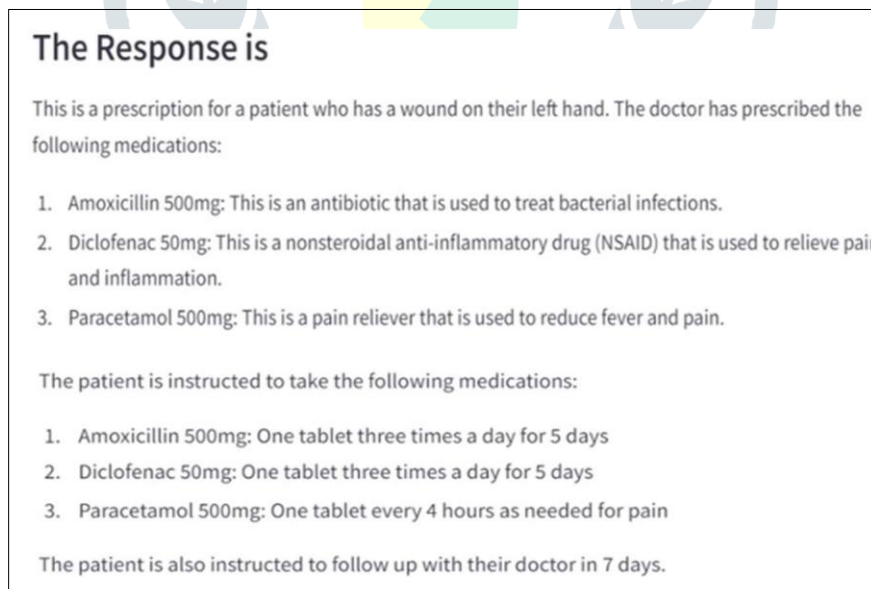 The Response is
This is a prescription for a patient who has a wound on their left hand. The doctor has prescribed the
following medications:
1. Amoxicillin 500mg: This is an antibiotic that is used to treat bacterial infections.
2. Diclofenac 50mg: This is a nonsteroidal anti-inflammatory drug (NSAID) that is used to relieve pain
and inflammation.
3. Paracetamol 500mg: This is a pain reliever that is used to reduce fever and pain.
The patient is instructed to take the following medications:
1. Amoxicillin 500mg: One tablet three times a day for 5 days
2. Diclofenac 50mg: One tablet three times a day for 5 days
3. Paracetamol 500mg: One tablet every 4 hours as needed for pain
The patient is also instructed to follow up with their doctor in 7 days.